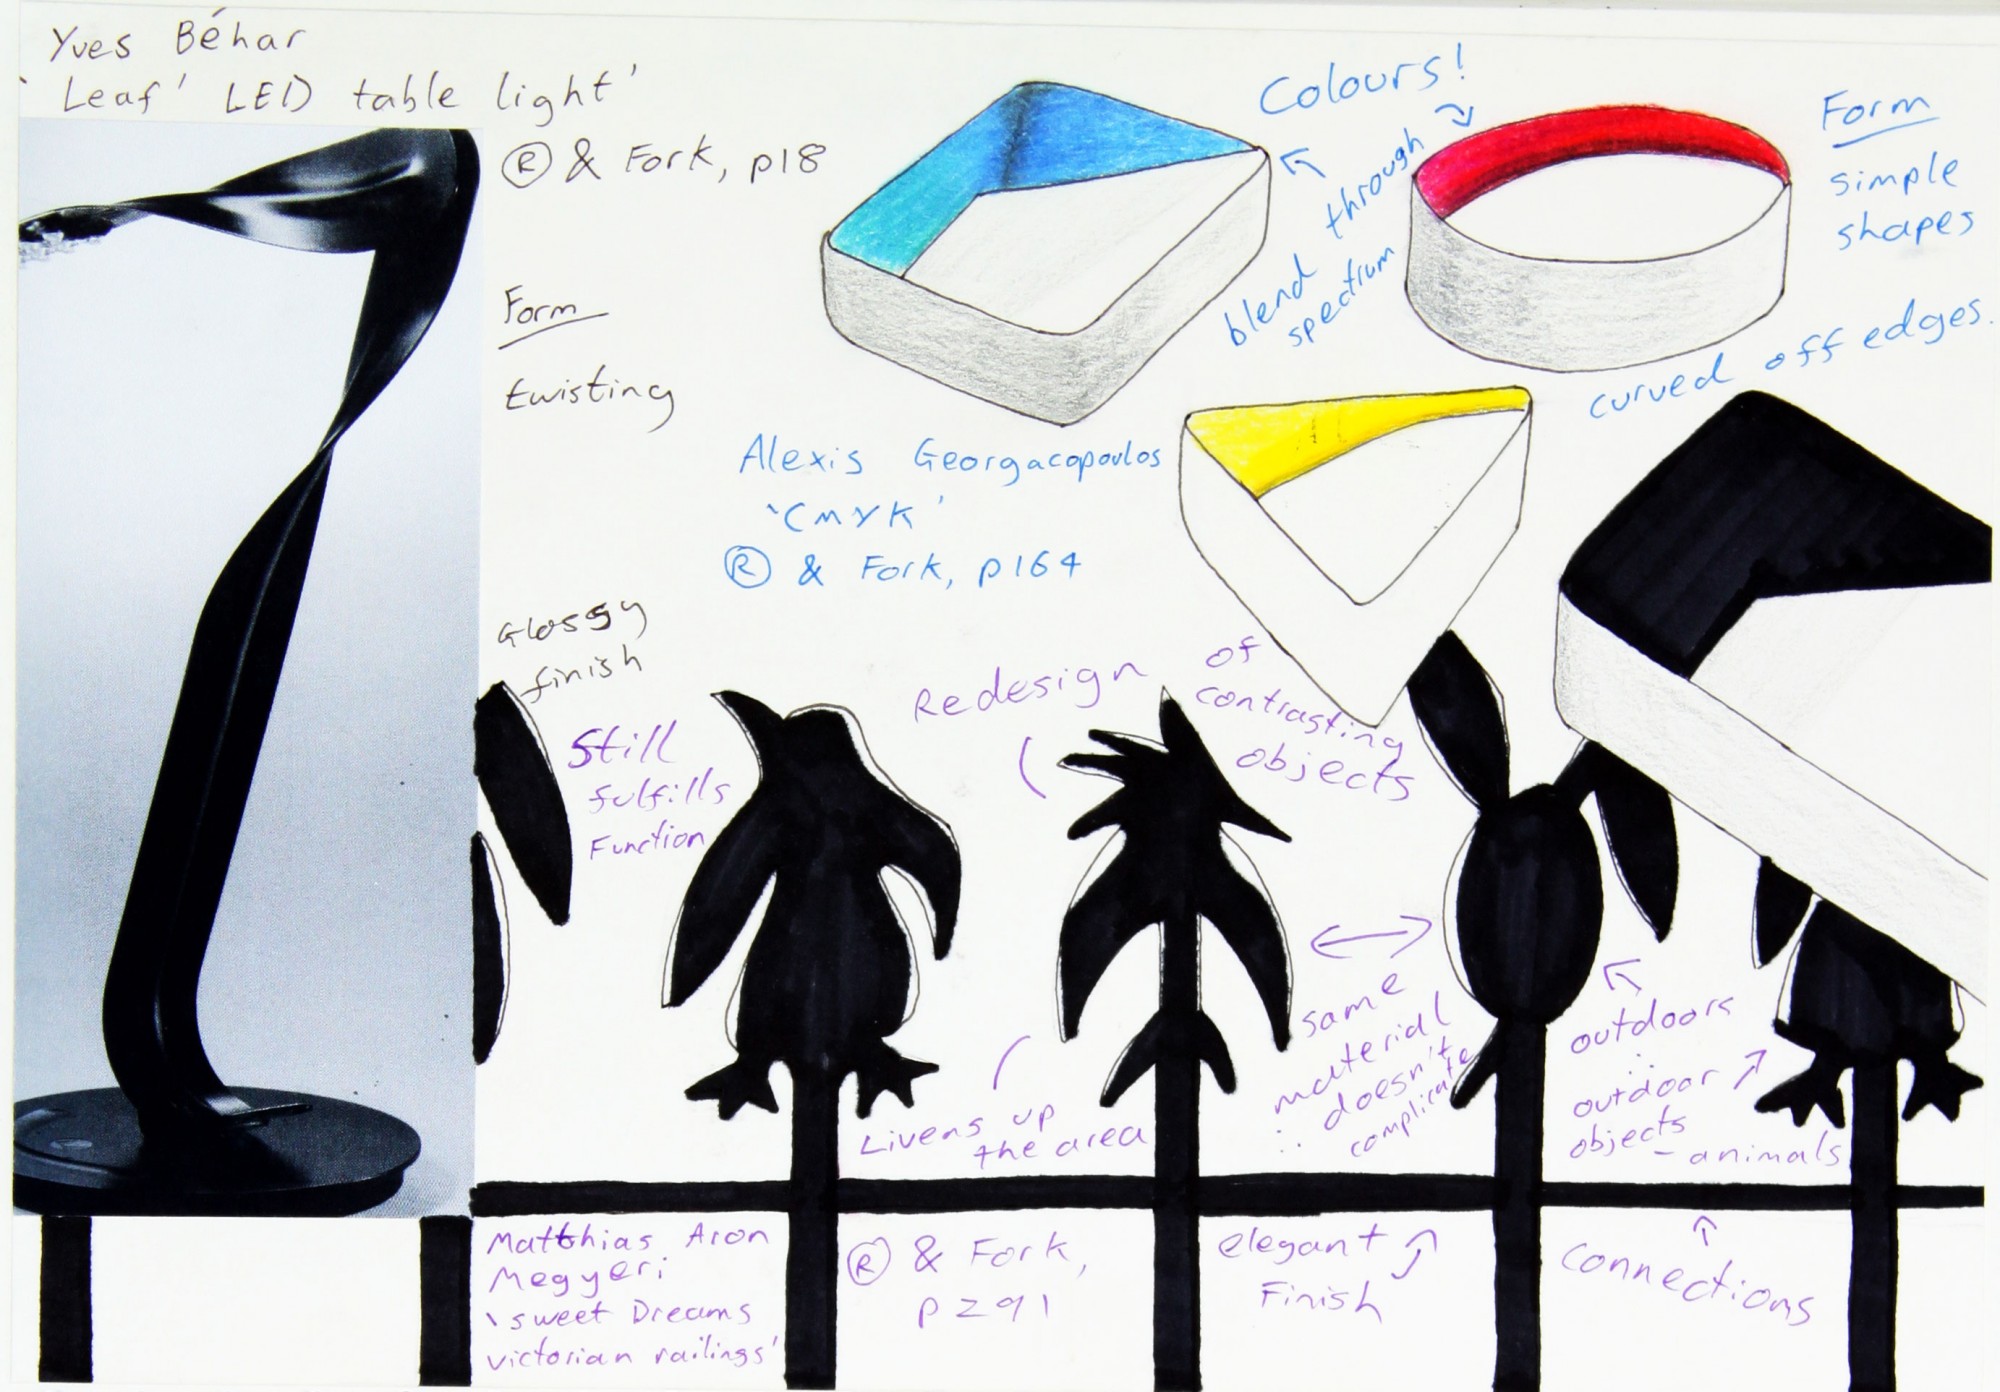 Yves Béhar
'Leaf' LED table light'
Ⓡ & Fork, p18
Form
twisting
Glossy
finish
Colours!
blend through
spectrum
Form
simple
shapes
curved off edges.
Alexis Georgacopoulos
'CMYK'
Ⓡ & Fork, p164
Still
fulfills
Function
Redesign of
contrasting
objects
Livens up
the area
same
material
∴ doesn't
complicate
outdoors
∴
outdoor
objects
- animals
Matthias Aron
Megyeri
'sweet Dreams
victorian railings'
Ⓡ & Fork,
p291
elegant
Finish
Connections